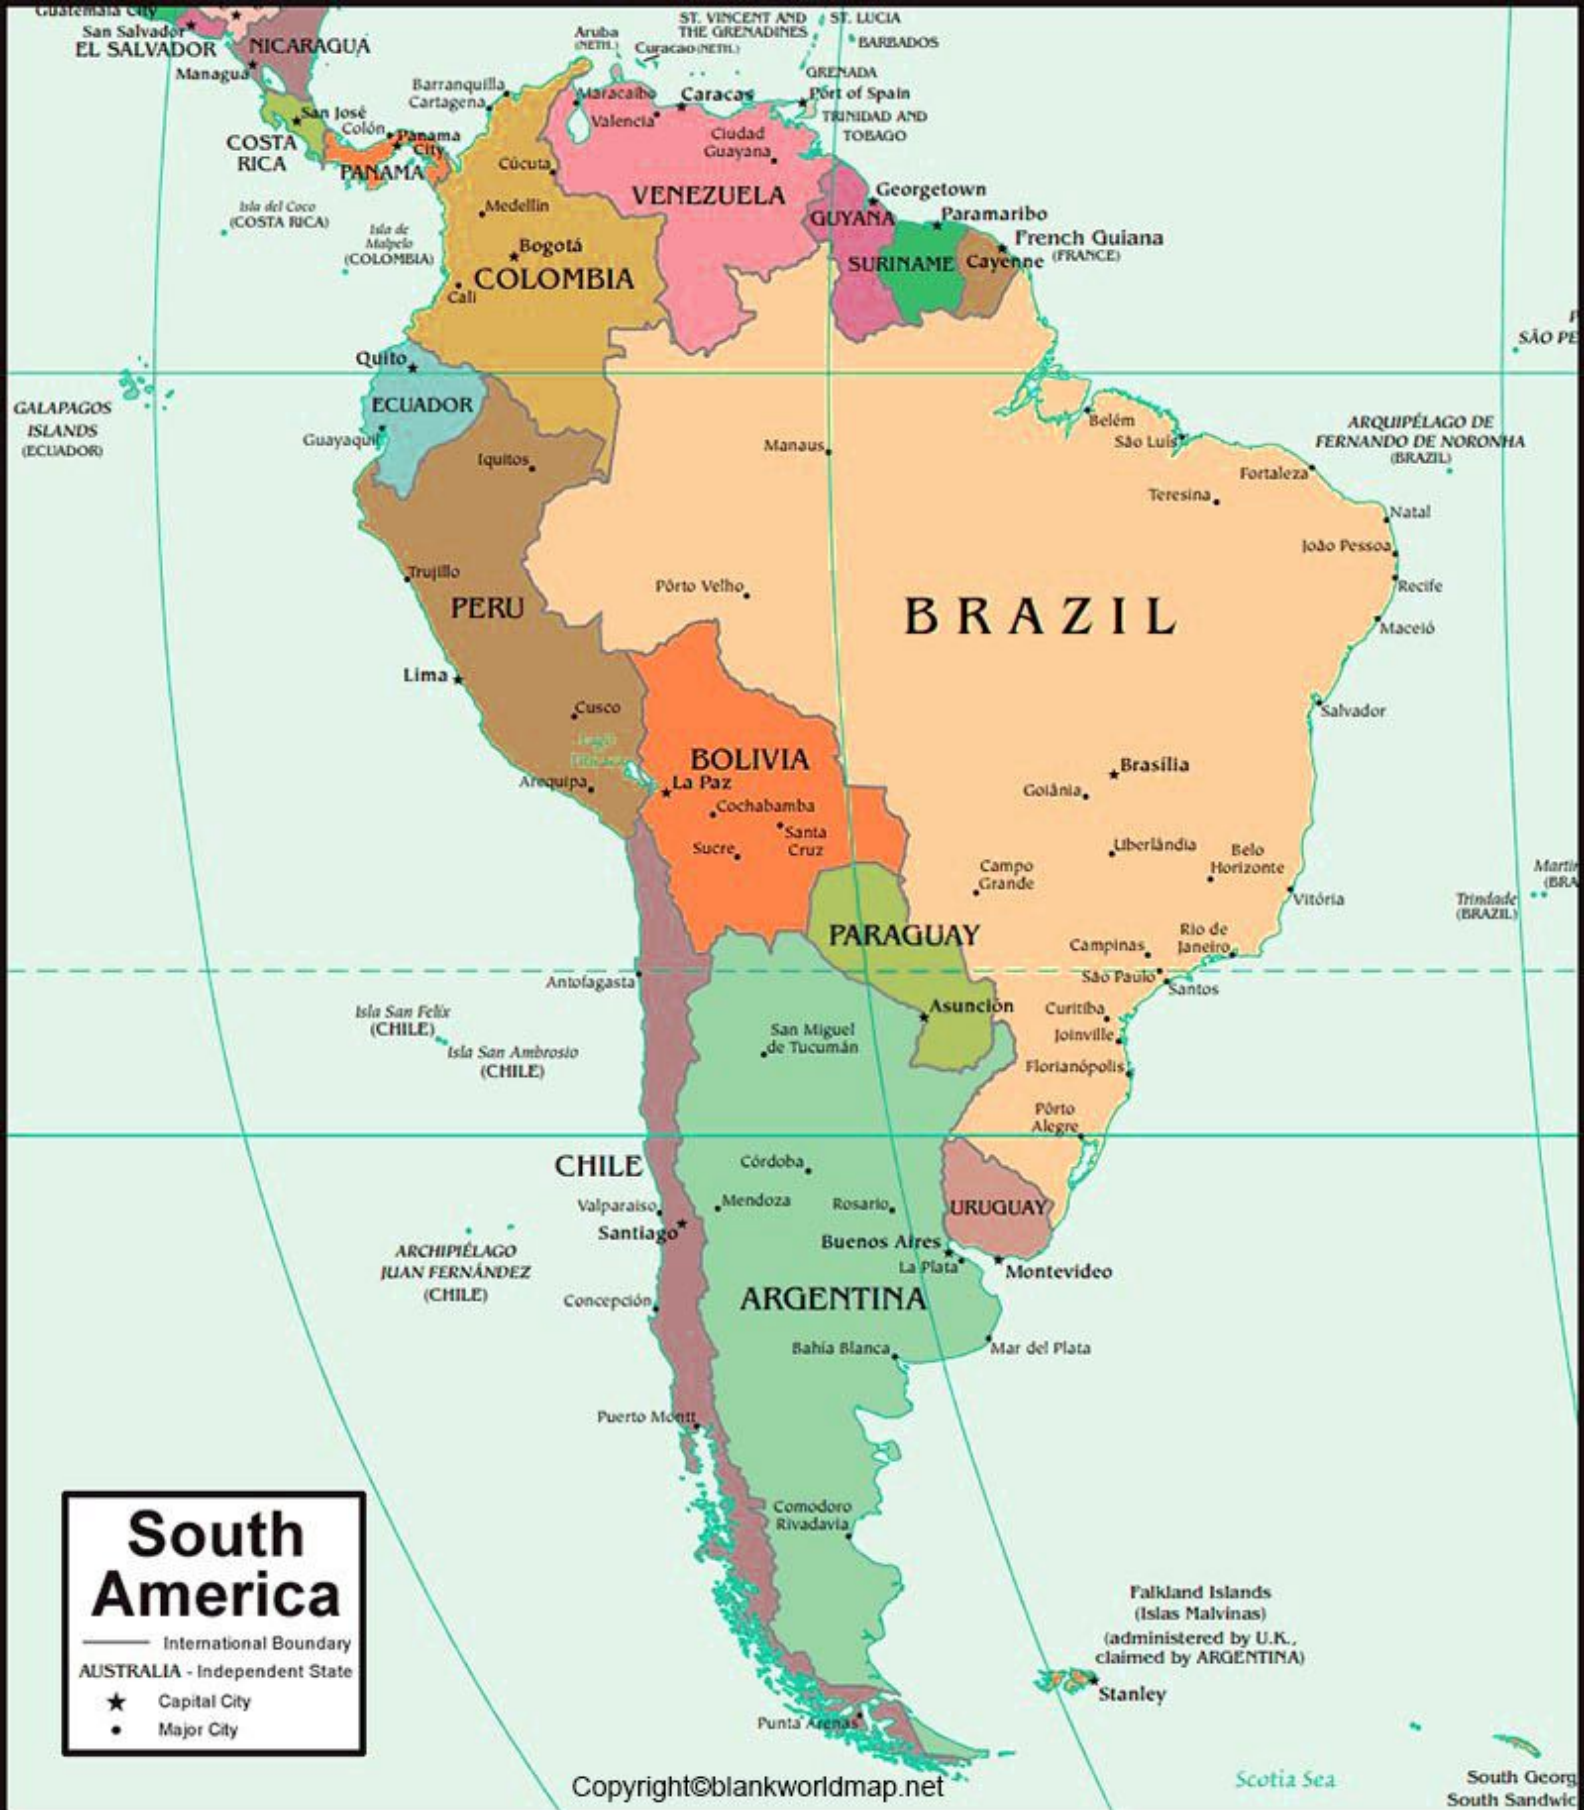 Guatemala City
San Salvador
EL SALVADOR
NICARAGUA
Managua
San José
COSTA
RICA
Colón
Panama
City
PANAMA
Isla del Coco
(COSTA RICA)
Isla de
Malpelo
(COLOMBIA)
Barranquilla
Cartagena
Aruba
(NETH.)
Curacao (NETH.)
ST. VINCENT AND
THE GRENADINES
ST. LUCIA
BARBADOS
GRENADA
Port of Spain
TRINIDAD AND
TOBAGO
Maracaibo
Caracas
Valencia
Ciudad
Guayana
Cúcuta
VENEZUELA
Medellín
Bogotá
COLOMBIA
Cali
Georgetown
GUYANA
Paramaribo
SURINAME
French Guiana
(FRANCE)
Cayenne
SÃO PE
Quito
ECUADOR
Guayaquil
GALAPAGOS
ISLANDS
(ECUADOR)
Iquitos
Manaus
Belém
São Luís
Fortaleza
Teresina
ARQUIPÉLAGO DE
FERNANDO DE NORONHA
(BRAZIL)
Natal
João Pessoa
Recife
Maceió
Trujillo
PERU
Pôrto Velho
BRAZIL
Lima
Cusco
Arequipa
Salvador
BOLIVIA
La Paz
Cochabamba
Santa
Cruz
Sucre
Brasília
Goiânia
Uberlândia
Belo
Horizonte
Campo
Grande
Vitória
Martin
(BRA
Trindade
(BRAZIL)
PARAGUAY
Campinas
Rio de
Janeiro
São Paulo
Santos
Antofagasta
Isla San Felix
(CHILE)
Isla San Ambrosio
(CHILE)
Asunción
San Miguel
de Tucumán
Curitiba
Joinville
Florianópolis
Pôrto
Alegre
CHILE
Córdoba
Valparaiso
Santiago
Mendoza
Rosario
URUGUAY
Buenos Aires
La Plata
Montevideo
ARCHIPIÉLAGO
JUAN FERNÁNDEZ
(CHILE)
Concepción
ARGENTINA
Bahía Blanca
Mar del Plata
Puerto Montt
Comodoro
Rivadavia
Falkland Islands
(Islas Malvinas)
(administered by U.K.,
claimed by ARGENTINA)
Stanley
Punta Arenas
Scotia Sea
South Georg
South Sandwic
South
America
International Boundary
AUSTRALIA - Independent State
Capital City
Major City
Copyright©blankworldmap.net